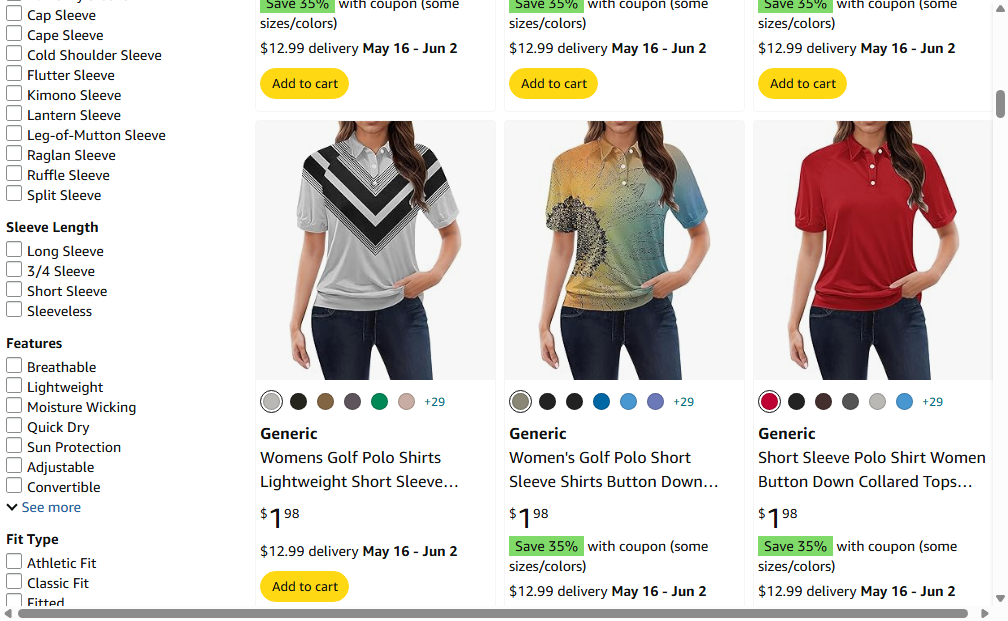 Cap Sleeve
Cape Sleeve
Cold Shoulder Sleeve
Flutter Sleeve
Kimono Sleeve
Lantern Sleeve
Leg-of-Mutton Sleeve
Raglan Sleeve
Ruffle Sleeve
Split Sleeve
Sleeve Length
Long Sleeve
3/4 Sleeve
Short Sleeve
Sleeveless
Features
Breathable
Lightweight
Moisture Wicking
Quick Dry
Sun Protection
Adjustable
Convertible
See more
Fit Type
Athletic Fit
Classic Fit
Fitted
Save 35% with coupon (some
sizes/colors)
$12.99 delivery May 16 - Jun 2
Add to cart
Save 35% with coupon (some
sizes/colors)
$12.99 delivery May 16 - Jun 2
Add to cart
Save 35% with coupon (some
sizes/colors)
$12.99 delivery May 16 - Jun 2
Add to cart
+29
Generic
Womens Golf Polo Shirts
Lightweight Short Sleeve...
$1.98
$12.99 delivery May 16 - Jun 2
Add to cart
+29
Generic
Women's Golf Polo Short
Sleeve Shirts Button Down...
$1.98
Save 35% with coupon (some
sizes/colors)
$12.99 delivery May 16 - Jun 2
+29
Generic
Short Sleeve Polo Shirt Women
Button Down Collared Tops...
$1.98
Save 35% with coupon (some
sizes/colors)
$12.99 delivery May 16 - Jun 2